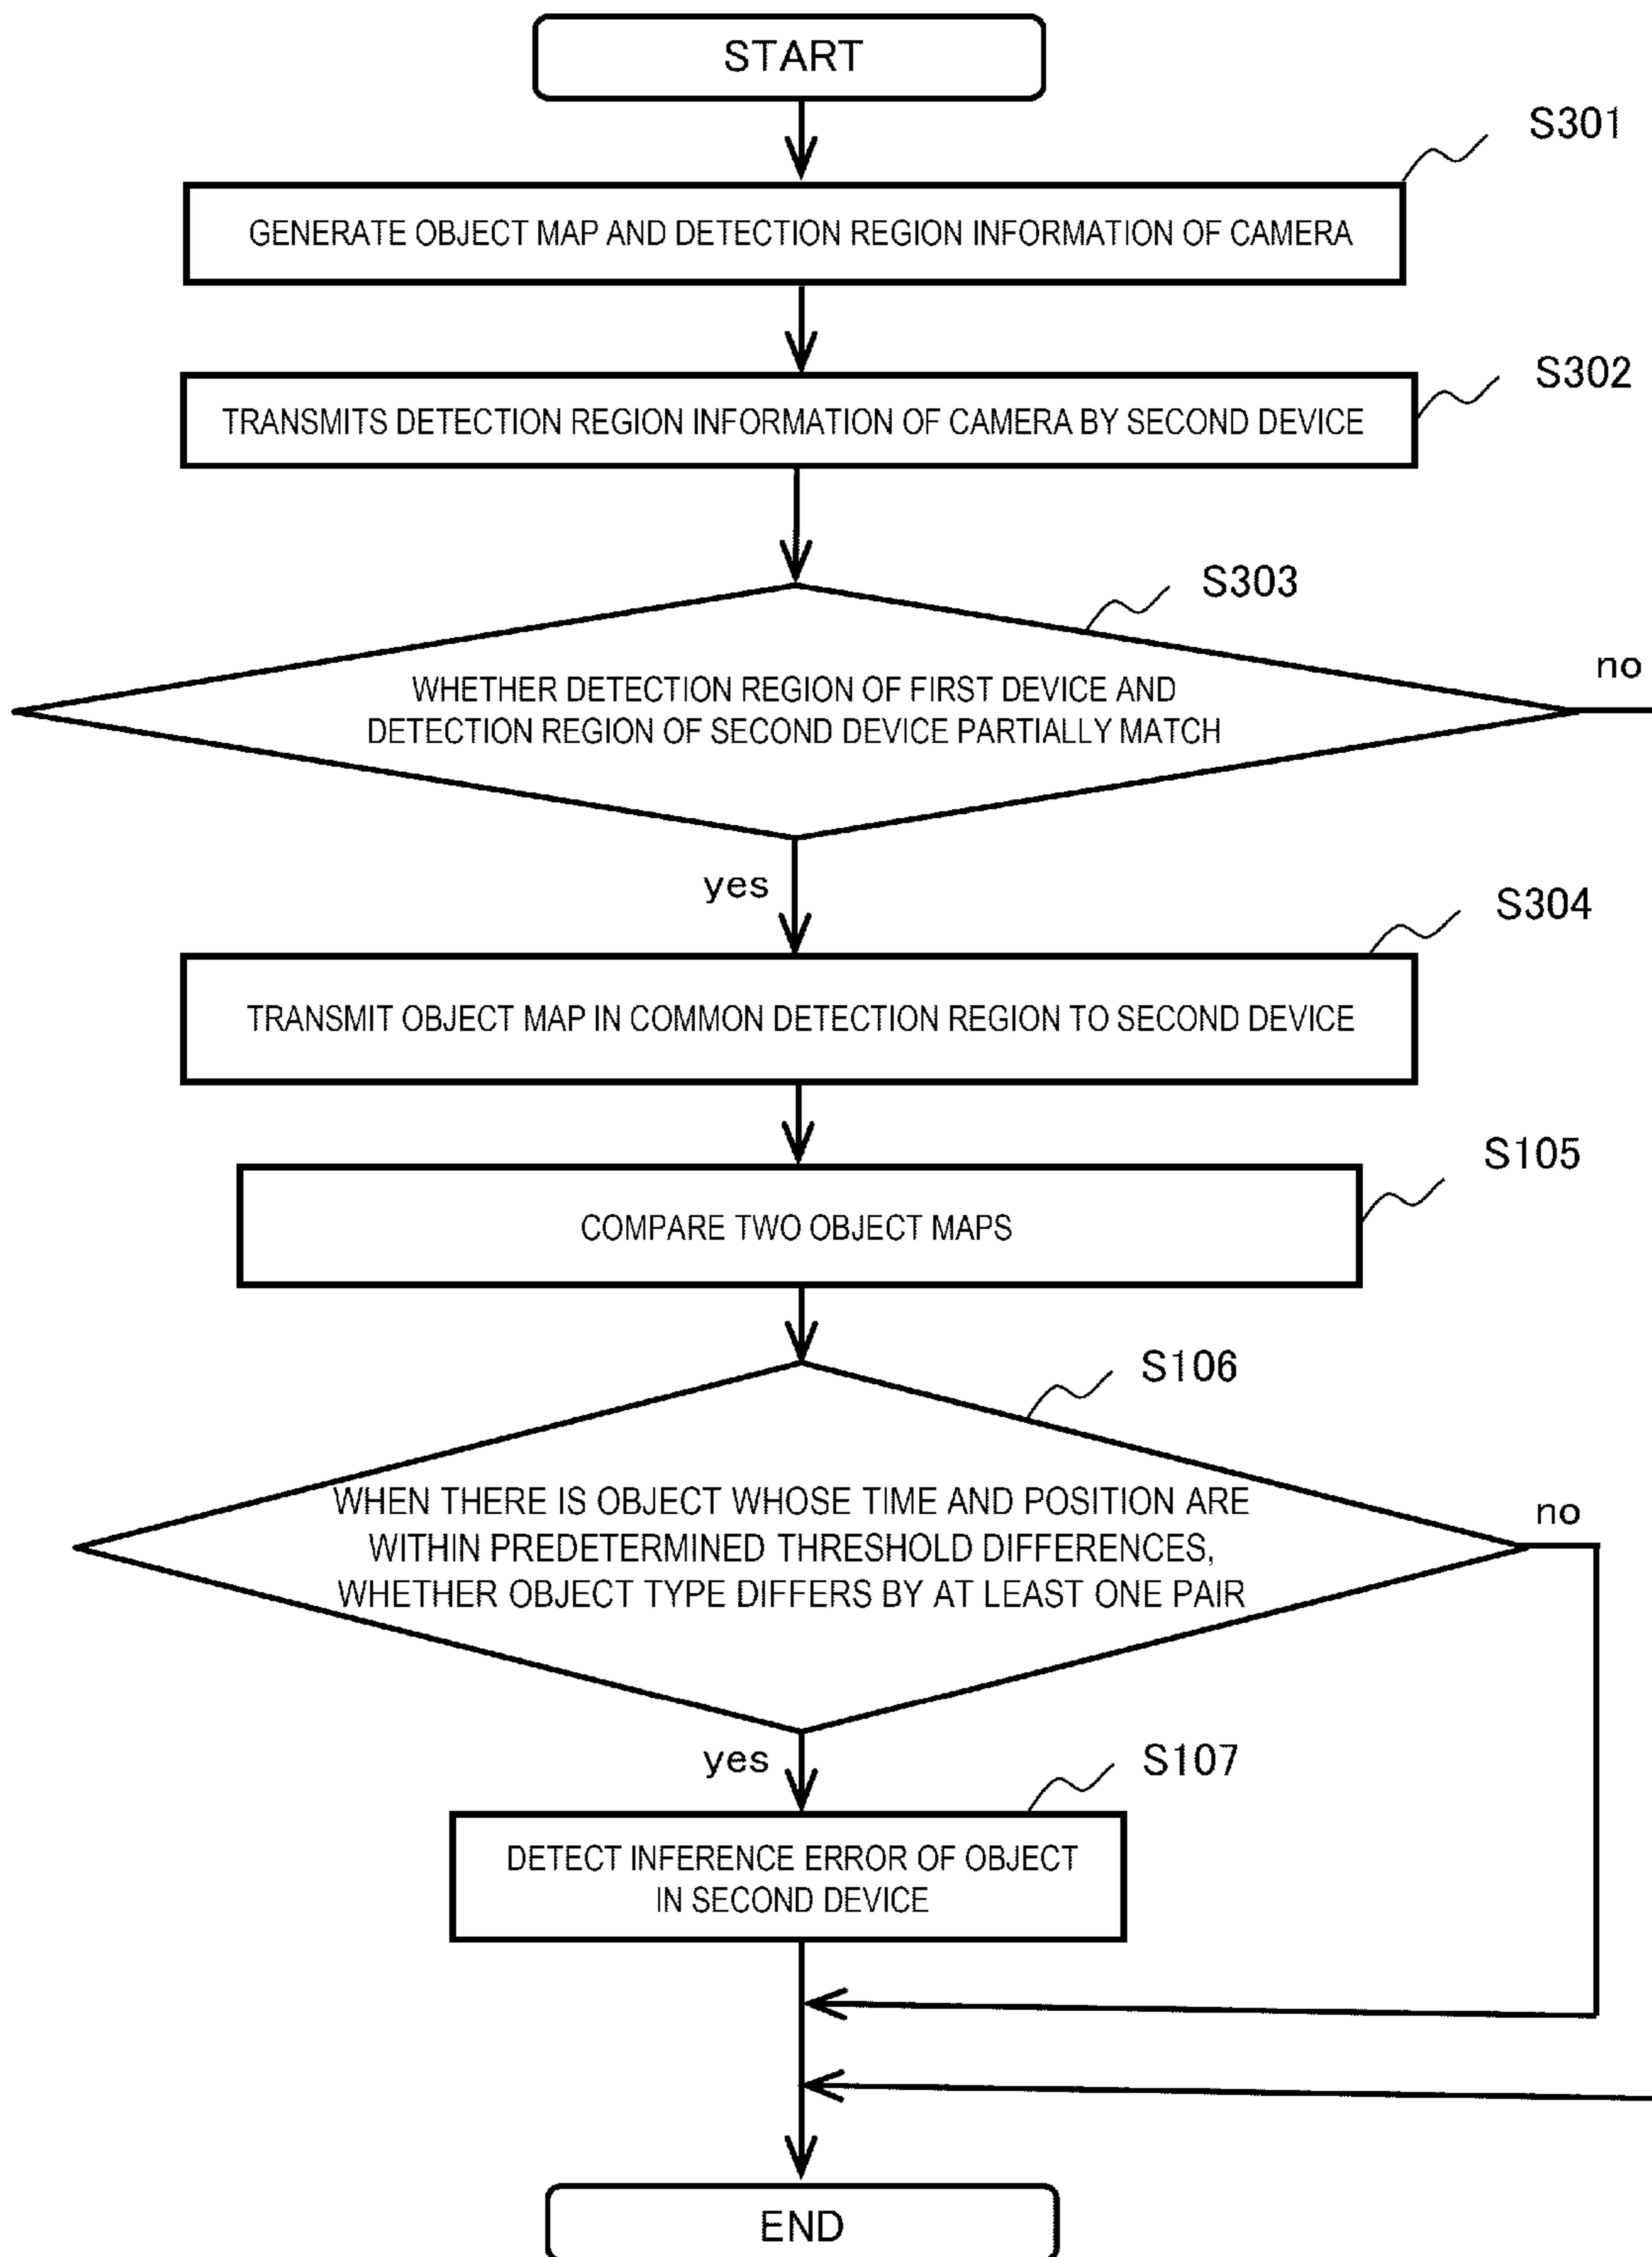 START
S301
GENERATE OBJECT MAP AND DETECTION REGION INFORMATION OF CAMERA
S302
TRANSMITS DETECTION REGION INFORMATION OF CAMERA BY SECOND DEVICE
S303
no
WHETHER DETECTION REGION OF FIRST DEVICE AND
DETECTION REGION OF SECOND DEVICE PARTIALLY MATCH
yes
S304
TRANSMIT OBJECT MAP IN COMMON DETECTION REGION TO SECOND DEVICE
S105
COMPARE TWO OBJECT MAPS
S106
no
WHEN THERE IS OBJECT WHOSE TIME AND POSITION ARE
WITHIN PREDETERMINED THRESHOLD DIFFERENCES,
WHETHER OBJECT TYPE DIFFERS BY AT LEAST ONE PAIR
yes
S107
DETECT INFERENCE ERROR OF OBJECT
IN SECOND DEVICE
END